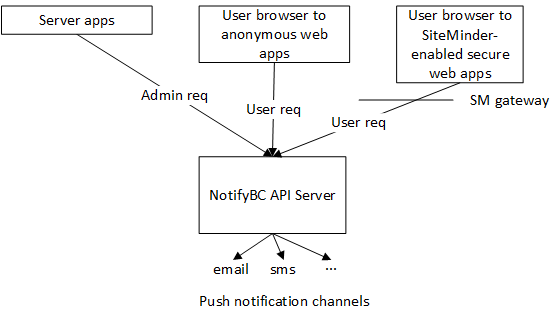 Server apps
User browser to
anonymous web
apps
User browser to
SiteMinder-
enabled secure
web apps
Admin req
User req
SM gateway
User req
NotifyBC API Server
email
sms
...
Push notification channels